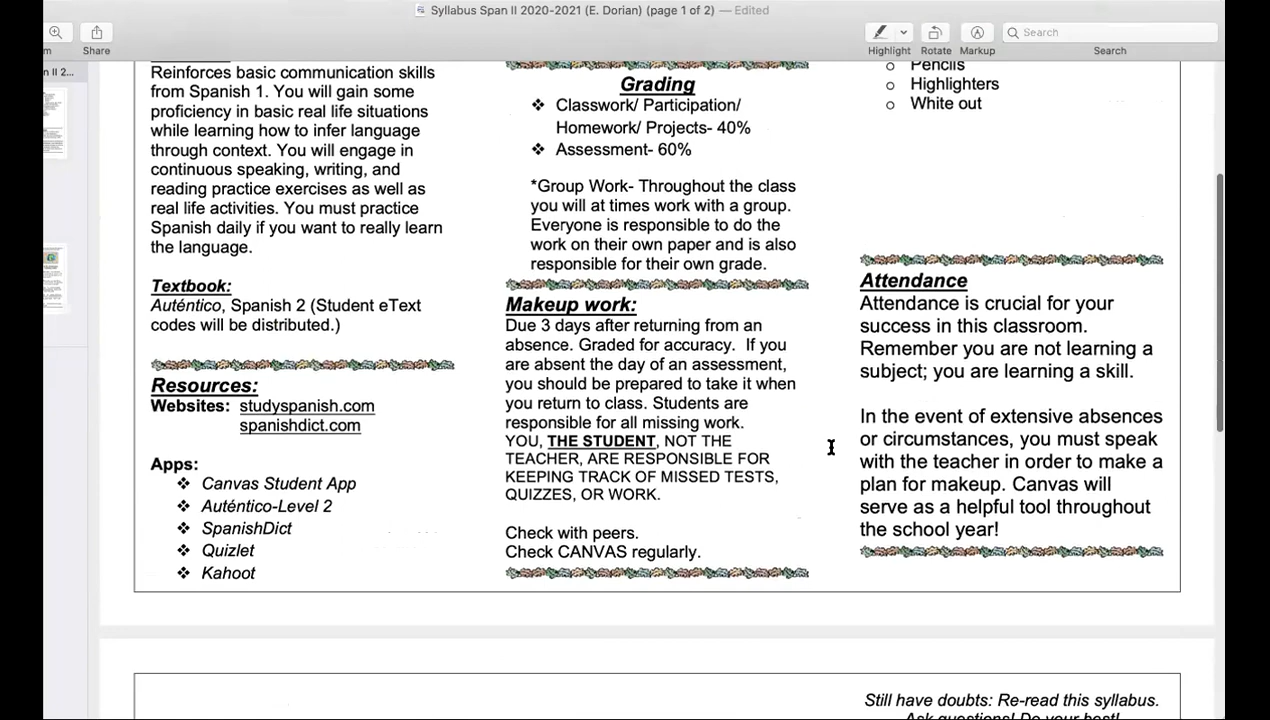 Syllabus Span II 2020-2021 (E. Dorian) (page 1 of 2) — Edited
m
Share
Highlight
Rotate
Markup
Search
Search
n II 2...
Reinforces basic communication skills
from Spanish 1. You will gain some
proficiency in basic real life situations
while learning how to infer language
through context. You will engage in
continuous speaking, writing, and
reading practice exercises as well as
real life activities. You must practice
Spanish daily if you want to really learn
the language.
Textbook:
Auténtico, Spanish 2 (Student eText
codes will be distributed.)
Resources:
Websites: studyspanish.com
spanishdict.com
Apps:
❖ Canvas Student App
❖ Auténtico-Level 2
❖ SpanishDict
❖ Quizlet
❖ Kahoot
Grading
❖ Classwork/ Participation/
Homework/ Projects- 40%
❖ Assessment- 60%
*Group Work- Throughout the class
you will at times work with a group.
Everyone is responsible to do the
work on their own paper and is also
responsible for their own grade.
Makeup work:
Due 3 days after returning from an
absence. Graded for accuracy. If you
are absent the day of an assessment,
you should be prepared to take it when
you return to class. Students are
responsible for all missing work.
YOU, THE STUDENT, NOT THE
TEACHER, ARE RESPONSIBLE FOR
KEEPING TRACK OF MISSED TESTS,
QUIZZES, OR WORK.
Check with peers.
Check CANVAS regularly.
o Pencils
o Highlighters
o White out
Attendance
Attendance is crucial for your
success in this classroom.
Remember you are not learning a
subject; you are learning a skill.
In the event of extensive absences
or circumstances, you must speak
with the teacher in order to make a
plan for makeup. Canvas will
serve as a helpful tool throughout
the school year!
Still have doubts: Re-read this syllabus.
Ask questions! Do your best!